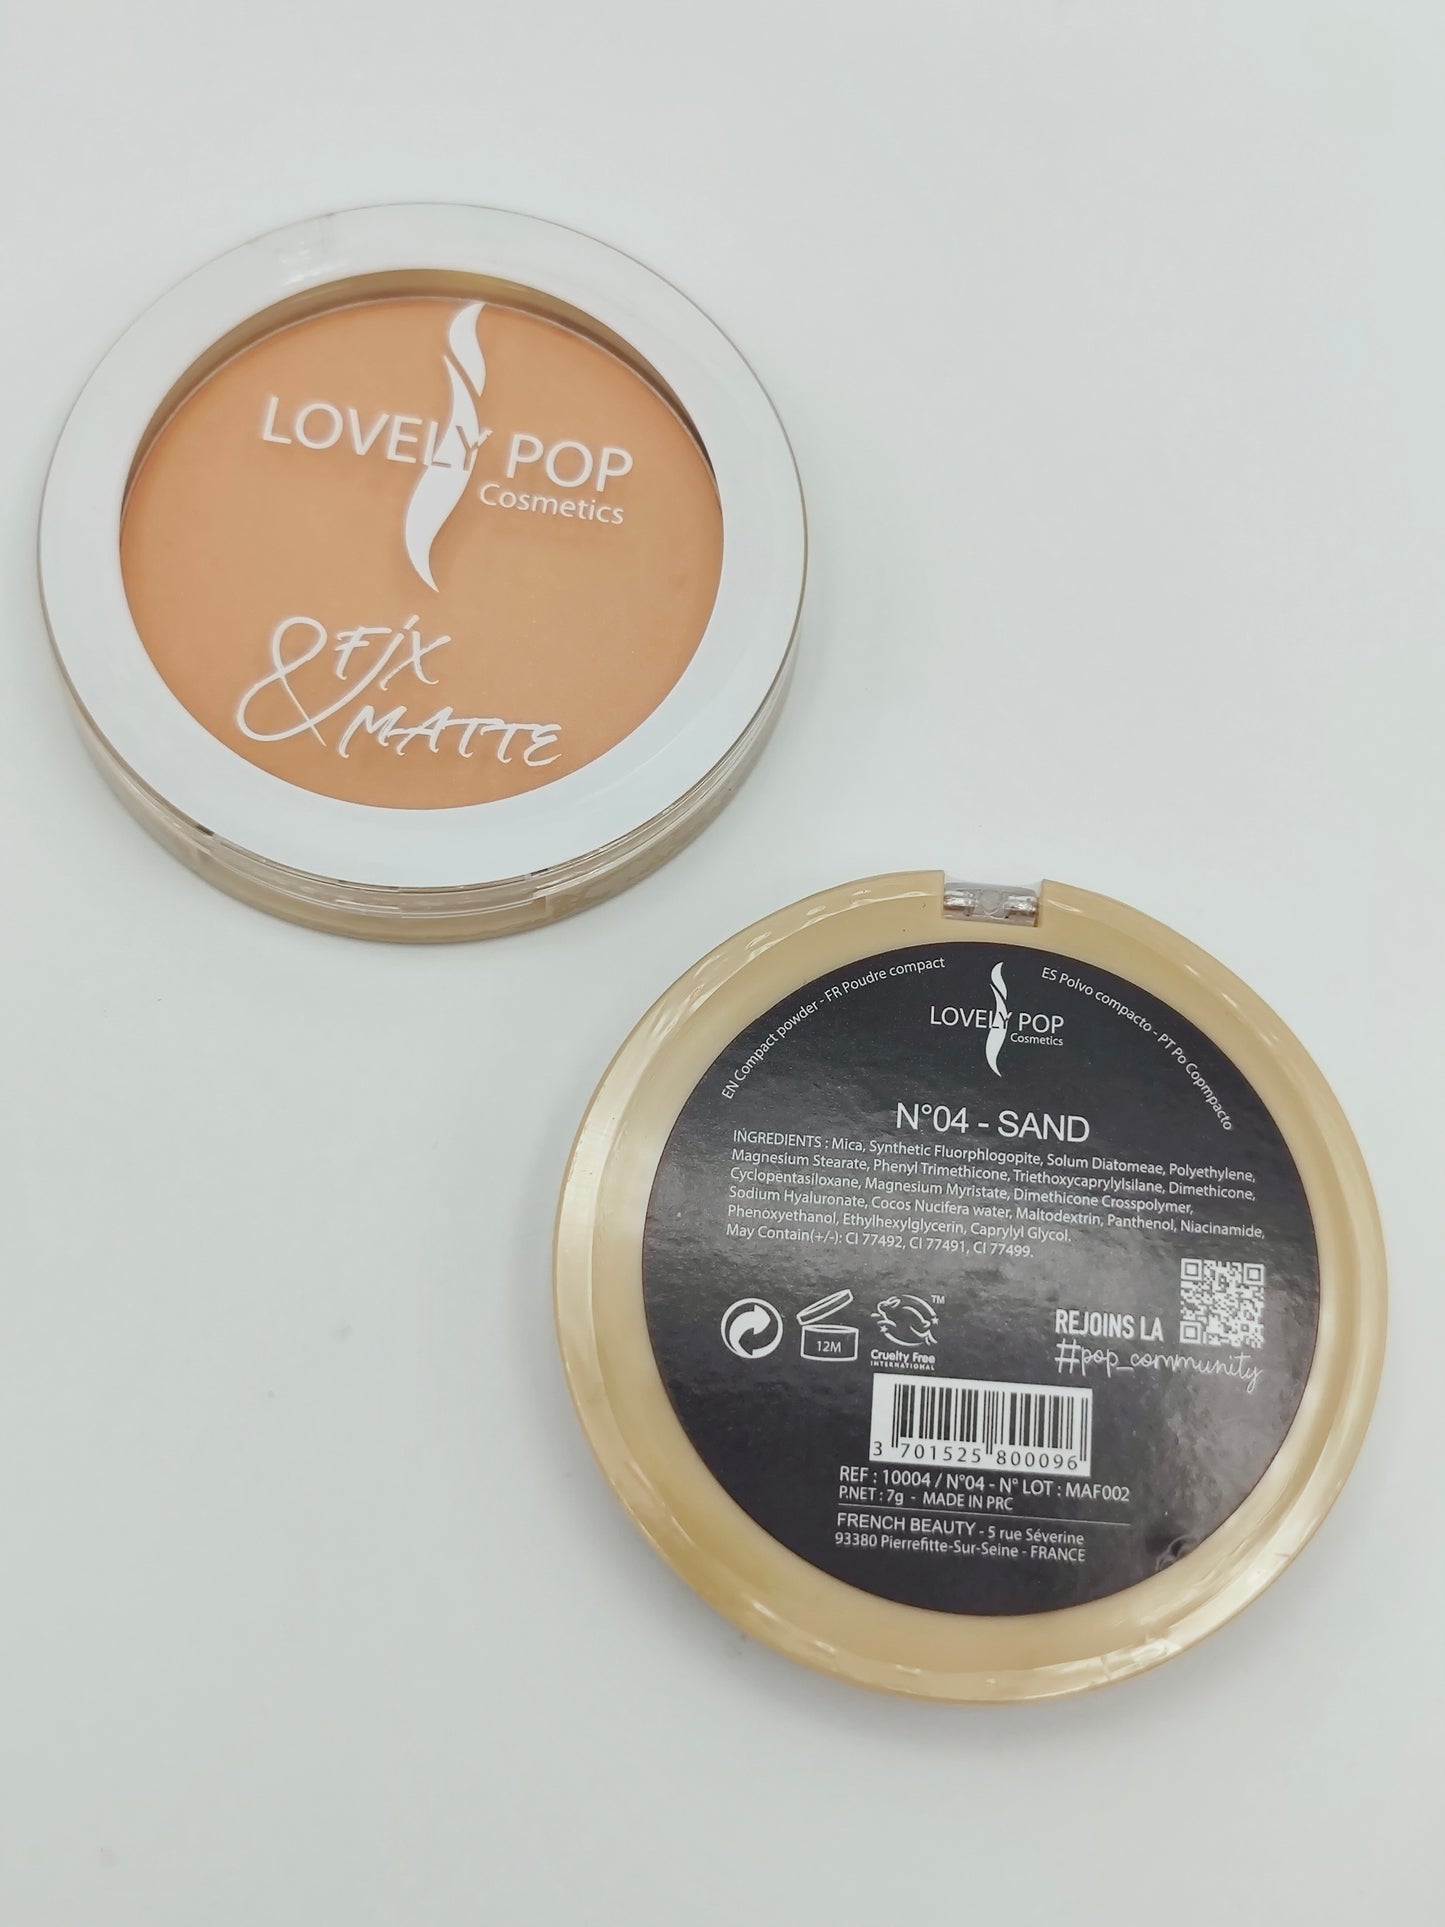 LOVELY POP
Cosmetics
& FIX
MATTE
EN Compact powder - FR Poudre compact
ES Polvo compacto - PT Po Copmpacto
LOVELY POP
Cosmetics
N°04 - SAND
INGREDIENTS : Mica, Synthetic Fluorphlogopite, Solum Diatomeae, Polyethylene,
Magnesium Stearate, Phenyl Trimethicone, Triethoxycaprylylsilane, Dimethicone,
Cyclopentasiloxane, Magnesium Myristate, Dimethicone Crosspolymer,
Sodium Hyaluronate, Cocos Nucifera water, Maltodextrin, Panthenol, Niacinamide,
Phenoxyethanol, Ethylhexylglycerin, Caprylyl Glycol.
May Contain(+/-): CI 77492, CI 77491, CI 77499.
12M
TM
Cruelty Free
INTERNATIONAL
REJOINS LA
#pop_community
3 701525 800096
REF : 10004 / N°04 - N° LOT : MAF002
P.NET : 7g - MADE IN PRC
FRENCH BEAUTY - 5 rue Séverine
93380 Pierrefitte-Sur-Seine - FRANCE